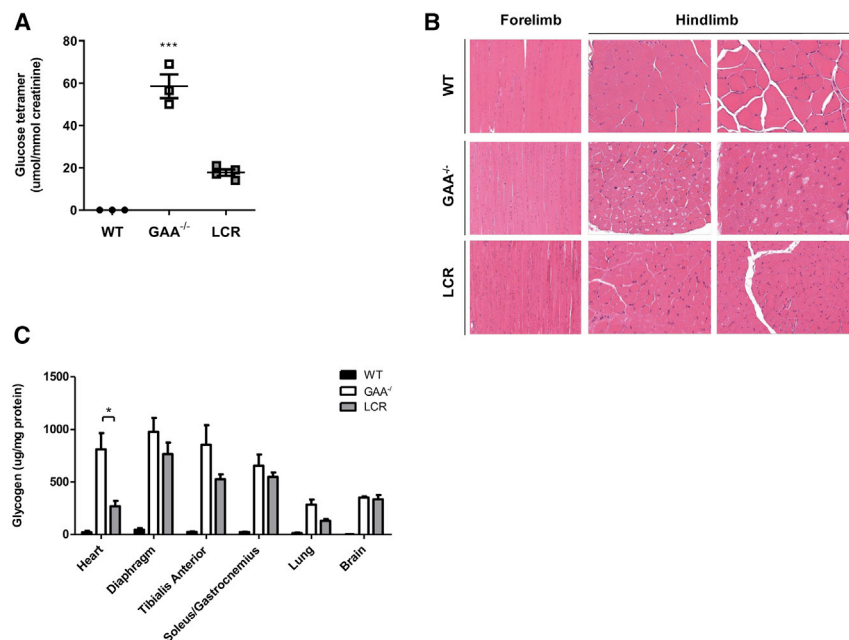 A
Glucose tetramer
(umol/mmol creatinine)
80
60
40
20
0
***
WT
GAA-/-
LCR
B
Forelimb
Hindlimb
WT
GAA-/-
LCR
C
Glycogen (ug/mg protein)
1500
1000
500
0
*
WT
GAA-/
LCR
Heart
Diaphragm
Tibialis Anterior
Soleus/Gastrocnemius
Lung
Brain